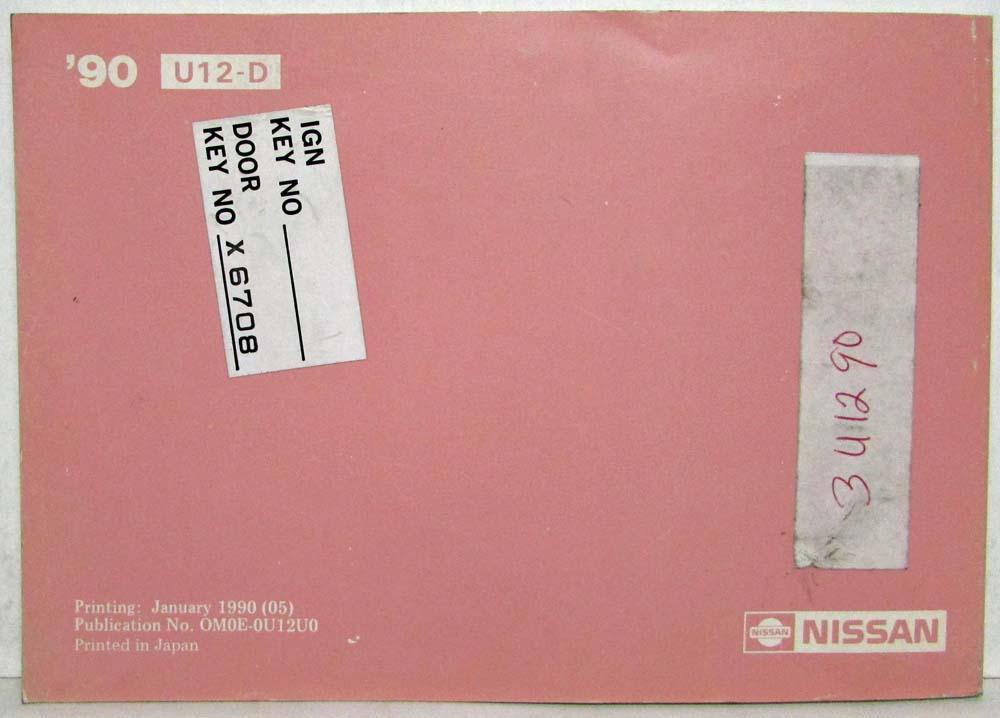 '90 U12-D
IGN
KEY NO
DOOR
KEY NO X6708
3 U12 90
Printing: January 1990 (05)
Publication No. OM0E-0U12U0
Printed in Japan
NISSAN NISSAN